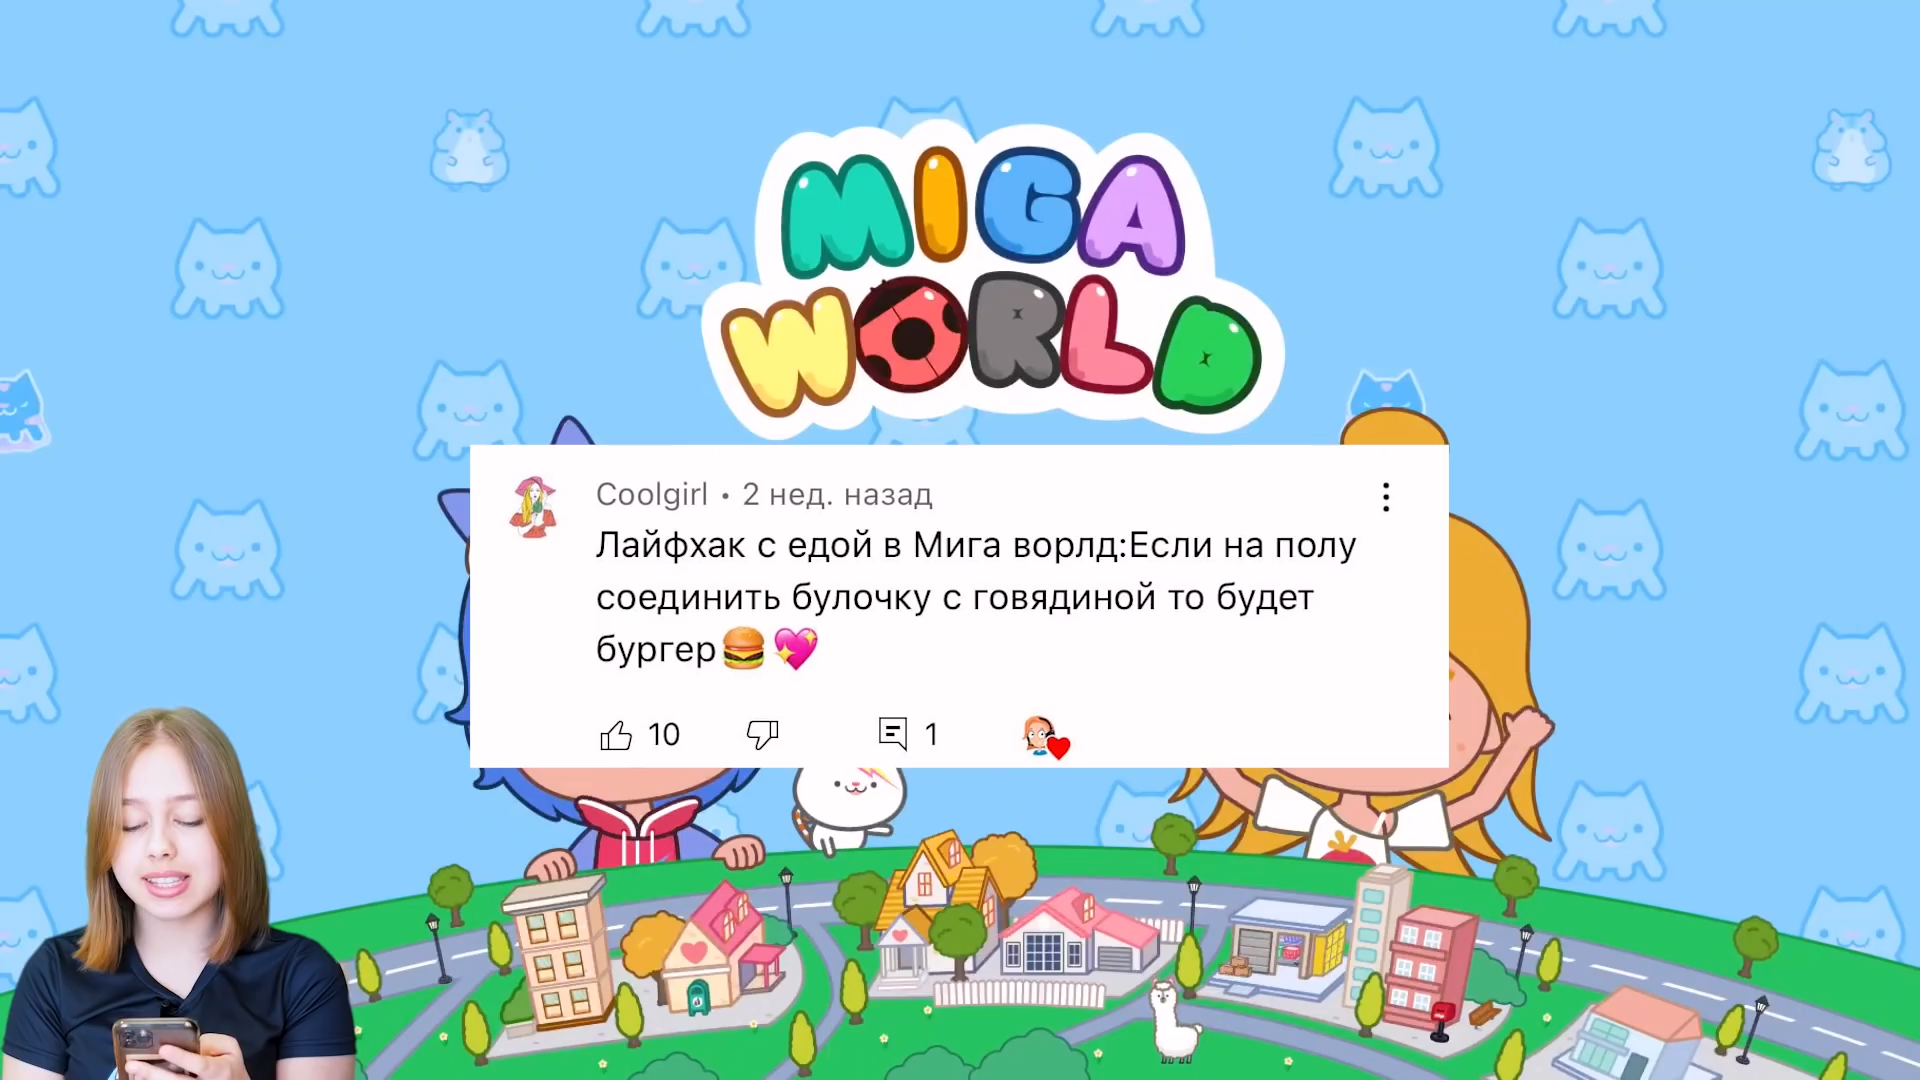 MIGA
WORLD
Coolgirl • 2 нед. назад
Лайфхак с едой в Мига ворлд:Если на полу
соединить булочку с говядиной то будет
бургер🍔💖
10 1